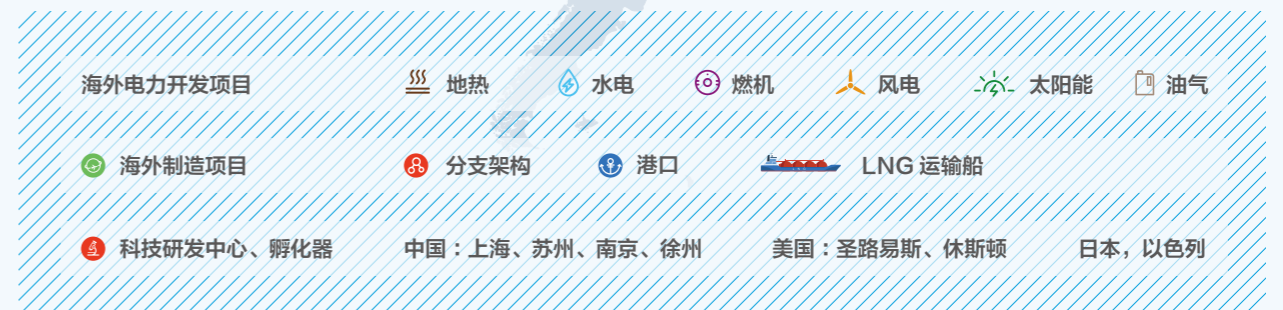 海外电力开发项目 地热 水电 燃机 风电 太阳能 油气
海外制造项目 分支架构 港口 LNG 运输船
科技研发中心、孵化器 中国：上海、苏州、南京、徐州 美国：圣路易斯、休斯顿 日本，以色列